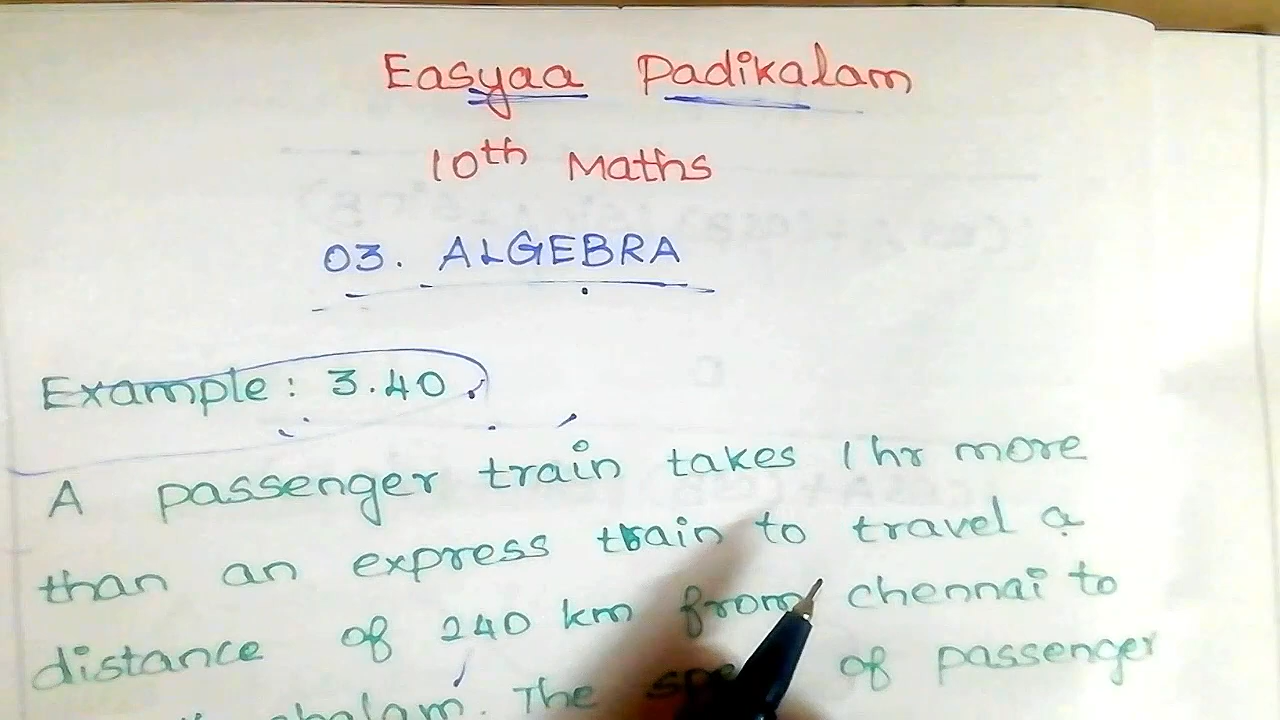 Easyaa Padikalam
10th Maths
03. ALGEBRA
Example: 3.40.
A passenger train takes 1 hr more
than an express train to travel a
distance of 240 km from chennai to
The of passenger